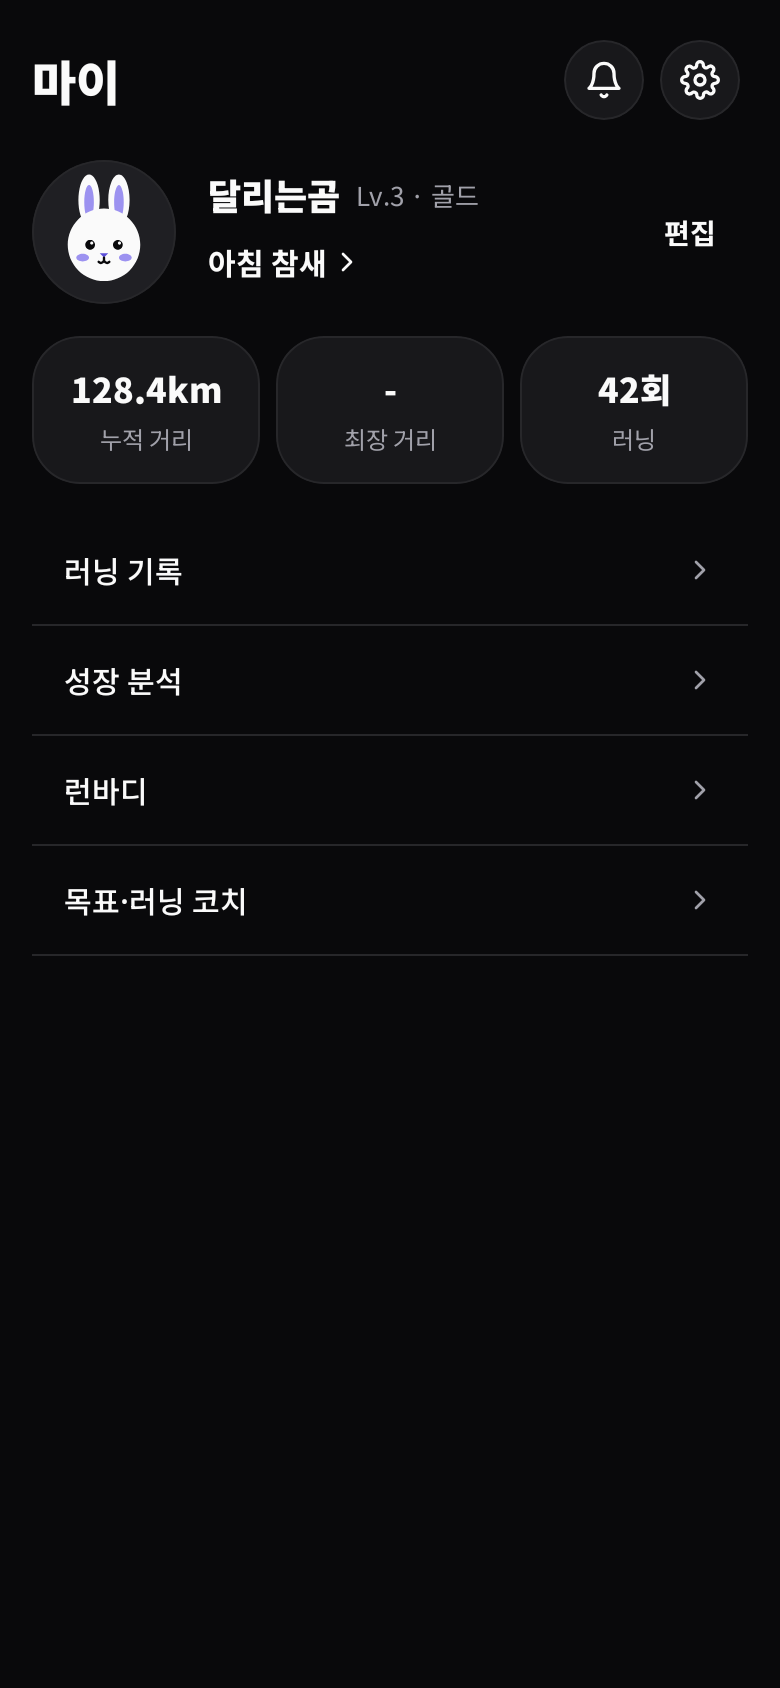 마이
달리는곰 Lv.3 · 골드
아침 참새
편집
128.4km
누적 거리
-
최장 거리
42회
러닝
러닝 기록
성장 분석
런바디
목표·러닝 코치